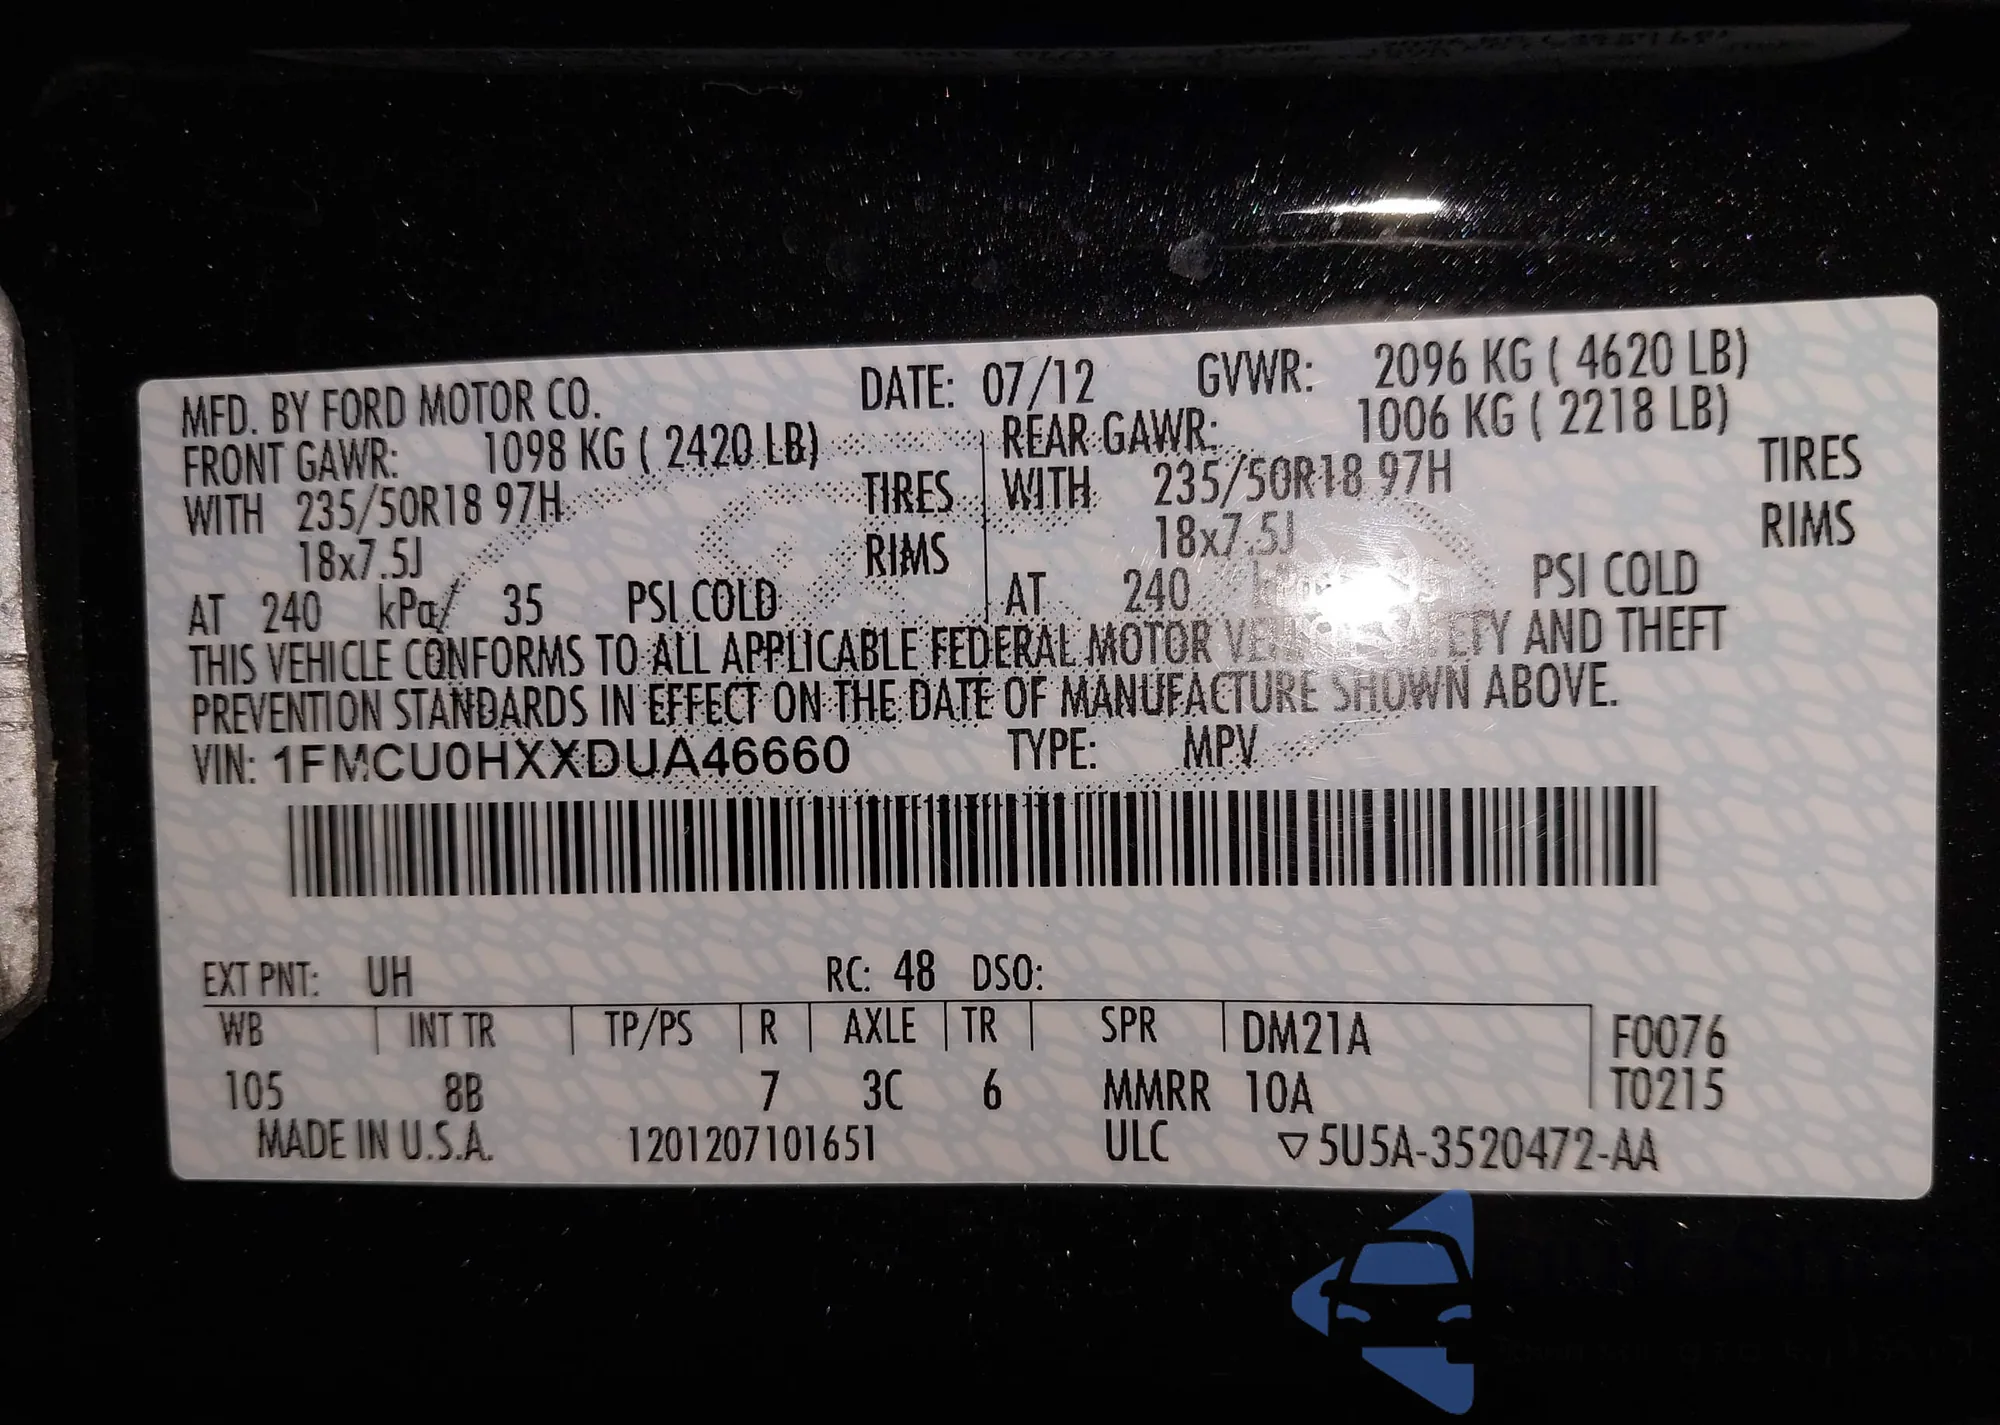 MFD. BY FORD MOTOR CO. DATE: 07/12 GVWR: 2096 KG ( 4620 LB)
FRONT GAWR: 1098 KG ( 2420 LB) REAR GAWR: 1006 KG ( 2218 LB)
WITH 235/50R18 97H TIRES WITH 235/50R18 97H TIRES
18x7.5J RIMS 18x7.5J RIMS
AT 240 kPa/ 35 PSI COLD AT 240 PSI COLD
THIS VEHICLE CONFORMS TO ALL APPLICABLE FEDERAL MOTOR VEHICLE SAFETY AND THEFT
PREVENTION STANDARDS IN EFFECT ON THE DATE OF MANUFACTURE SHOWN ABOVE.
VIN: 1FMCU0HXXDUA46660 TYPE: MPV
EXT PNT: UH RC: 48 DSO:
WB INT TR TP/PS R AXLE TR SPR DM21A F0076
105 8B 7 3C 6 MMRR 10A T0215
MADE IN U.S.A. 1201207101651 ULC ▽5U5A-3520472-AA